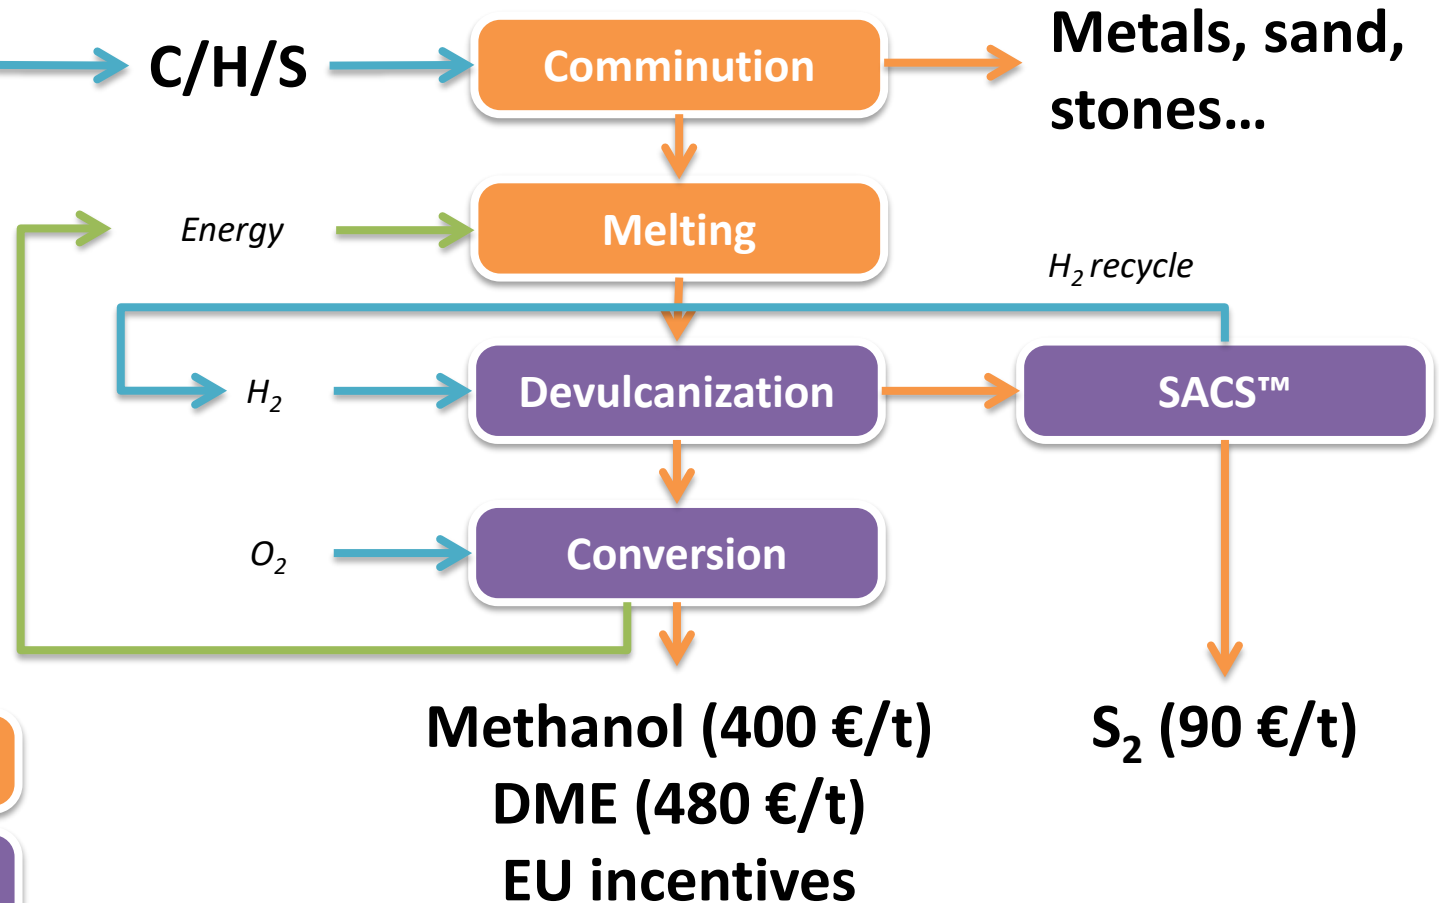 C/H/S
Comminution
Metals, sand,
stones…
Energy
Melting
H₂ recycle
H₂
Devulcanization
SACS™
O₂
Conversion
Methanol (400 €/t)
S₂ (90 €/t)
DME (480 €/t)
EU incentives